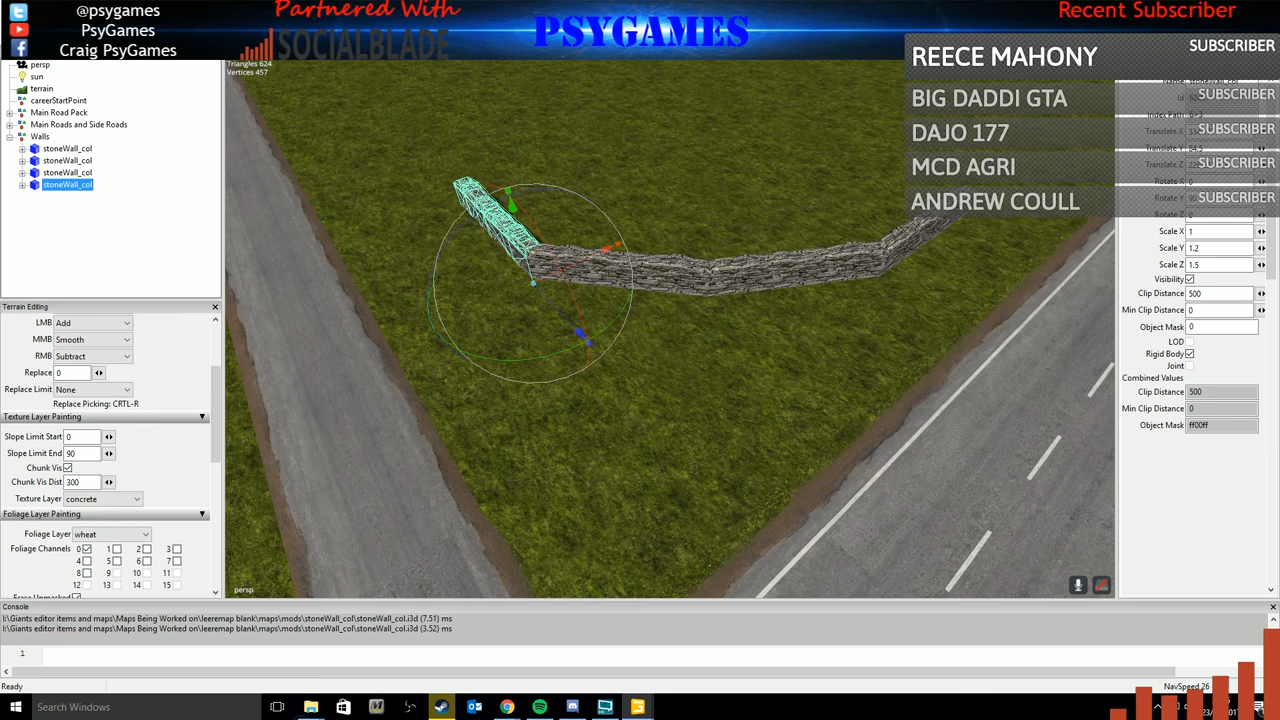 @psygames
PsyGames
Craig PsyGames
Partnered With
SOCIALBLADE
PSYGAMES
Recent Subscriber
REECE MAHONY SUBSCRIBER
BIG DADDI GTA SUBSCRIBER
DAJO 177 SUBSCRIBER
MCD AGRI SUBSCRIBER
ANDREW COULL SUBSCRIBER
persp
sun
terrain
careerStartPoint
Main Road Pack
Main Roads and Side Roads
Walls
stoneWall_col
stoneWall_col
stoneWall_col
stoneWall_col
Triangles 624
Vertices 457
Terrain Editing
LMB Add
MMB Smooth
RMB Subtract
Replace 0
Replace Limit None
Replace Picking: CRTL-R
Texture Layer Painting
Slope Limit Start 0
Slope Limit End 90
Chunk Vis
Chunk Vis Dist 300
Texture Layer concrete
Foliage Layer Painting
Foliage Layer wheat
Foliage Channels 0 1 2 3
4 5 6 7
8 9 10 11
12 13 14 15
persp
Scale X 1
Scale Y 1.2
Scale Z 1.5
Visibility
Clip Distance 500
Min Clip Distance 0
Object Mask 0
LOD
Rigid Body
Joint
Combined Values
Clip Distance 500
Min Clip Distance 0
Object Mask ff00ff
Console
I:\Giants editor items and maps\Maps Being Worked on\leeremap blank\maps\mods\stoneWall_col\stoneWall_col.i3d (7.51) ms
I:\Giants editor items and maps\Maps Being Worked on\leeremap blank\maps\mods\stoneWall_col\stoneWall_col.i3d (3.52) ms
1
Ready
NavSpeed 26
Search Windows